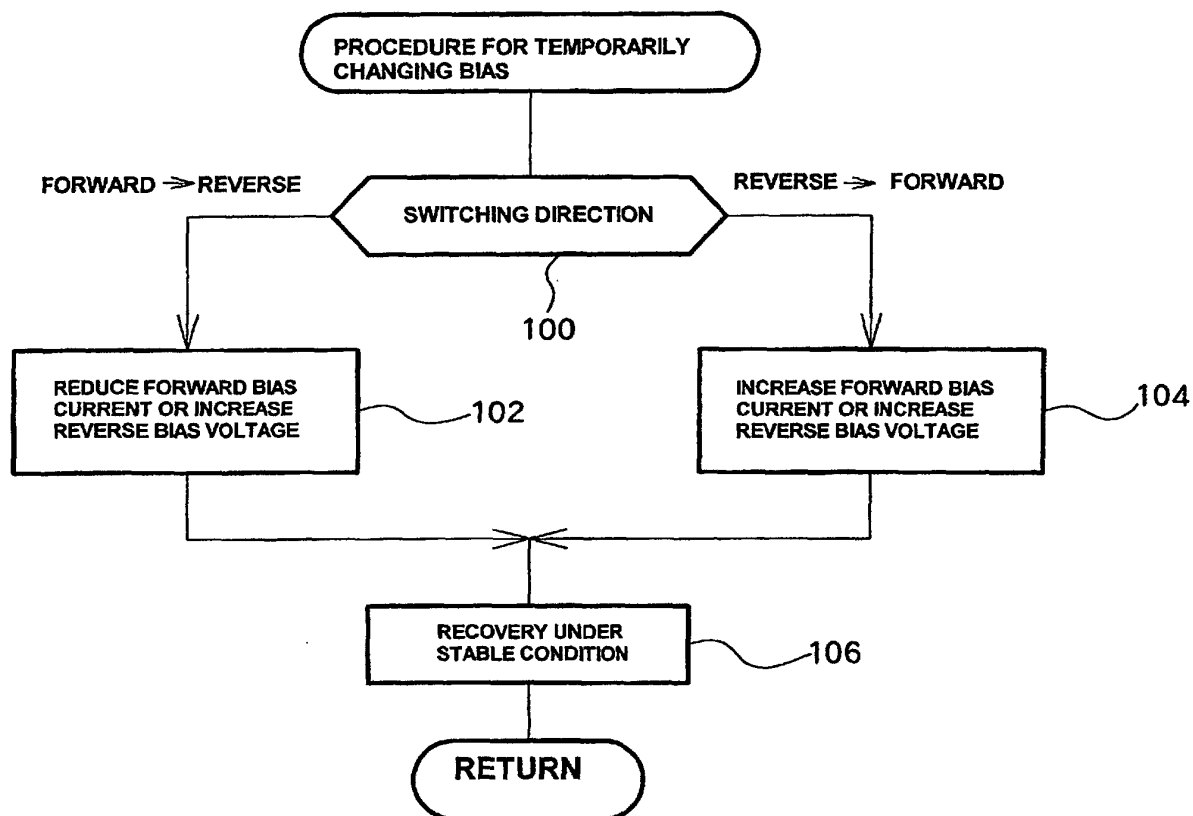 PROCEDURE FOR TEMPORARILY
CHANGING BIAS
FORWARD → REVERSE
REVERSE → FORWARD
SWITCHING DIRECTION
100
REDUCE FORWARD BIAS
CURRENT OR INCREASE
REVERSE BIAS VOLTAGE
102
INCREASE FORWARD BIAS
CURRENT OR INCREASE
REVERSE BIAS VOLTAGE
104
RECOVERY UNDER
STABLE CONDITION
106
RETURN